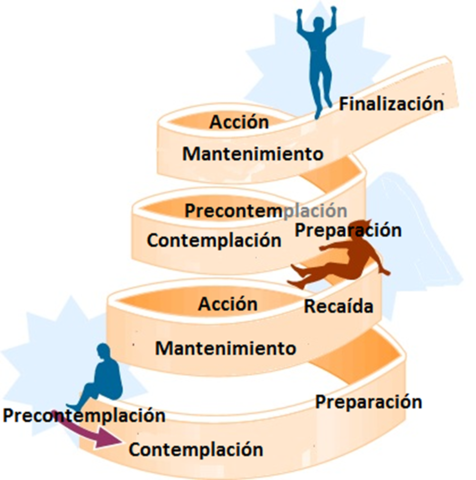 Finalización
Acción
Mantenimiento
Precontemplación
Preparación
Contemplación
Acción
Recaída
Mantenimiento
Preparación
Precontemplación
Contemplación